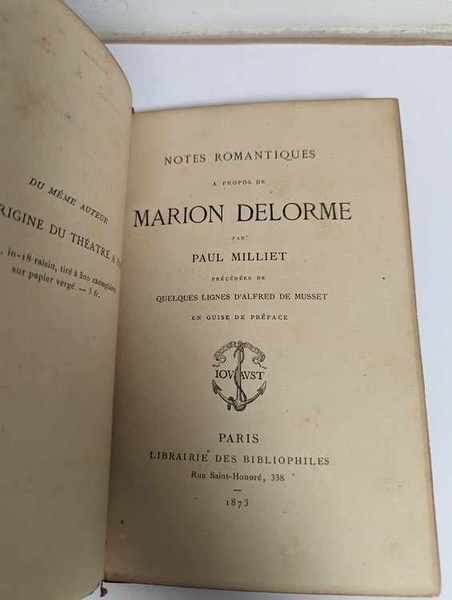 DU MÊME AUTEUR
RIGINE DU THÉATRE A
in-18 raisin, tiré à 200 exemplaires
sur papier vergé. — 3 fr.
NOTES ROMANTIQUES
A PROPOS DE
MARION DELORME
PAR
PAUL MILLIET
PRÉCÉDÉES DE
QUELQUES LIGNES D'ALFRED DE MUSSET
EN GUISE DE PRÉFACE
IOVAVST
PARIS
LIBRAIRIE DES BIBLIOPHILES
Rue Saint-Honoré, 338
—
1873